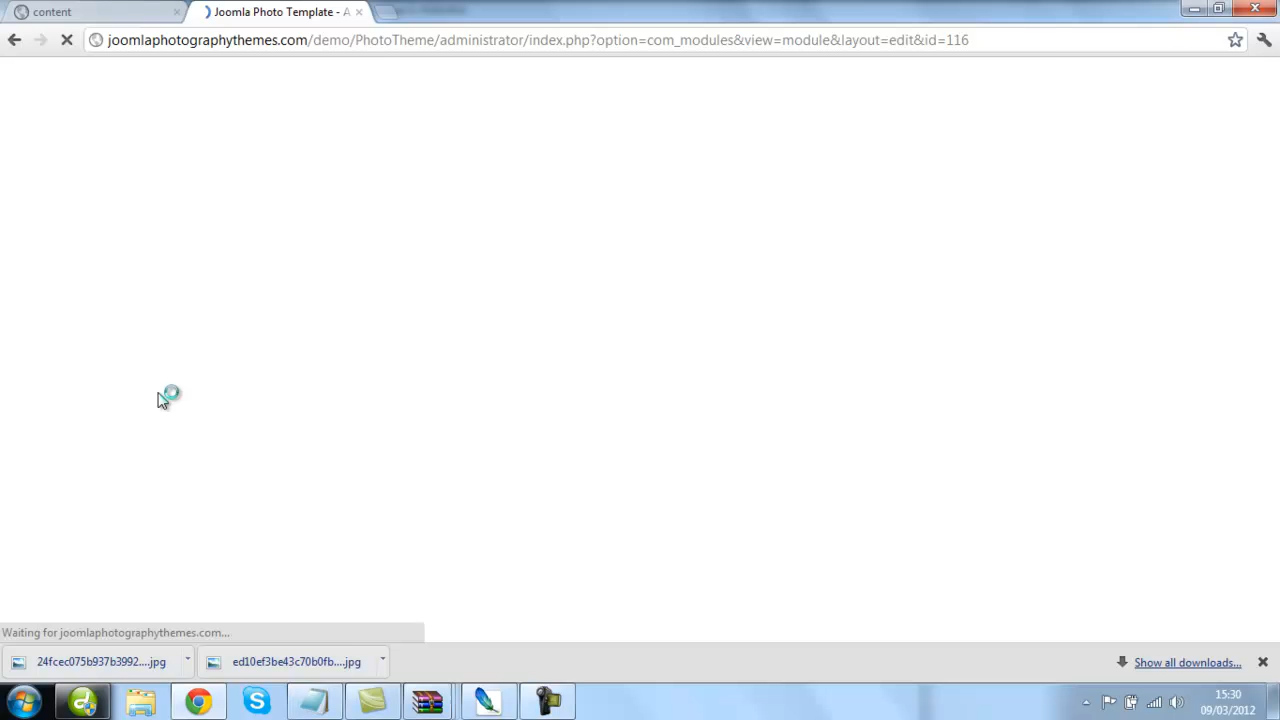 content
Joomla Photo Template - A
joomlaphotographythemes.com/demo/PhotoTheme/administrator/index.php?option=com_modules&view=module&layout=edit&id=116
Waiting for joomlaphotographythemes.com...
24fcec075b937b3992....jpg
ed10ef3be43c70b0fb....jpg
Show all downloads...
15:30
09/03/2012